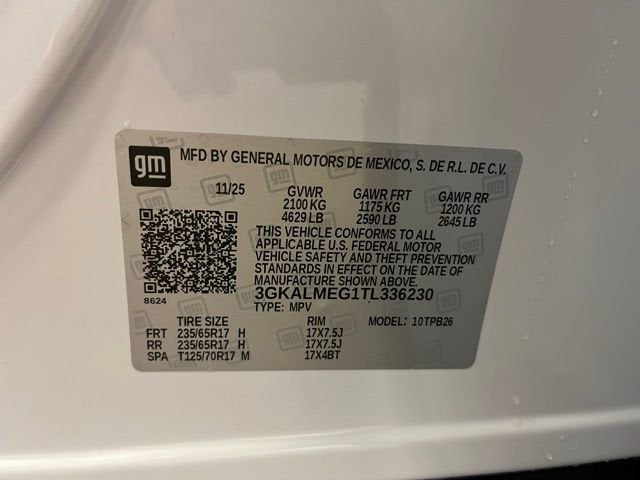 gm
MFD BY GENERAL MOTORS DE MEXICO, S. DE R.L. DE C.V.
11/25 GVWR GAWR FRT GAWR RR
2100 KG 1175 KG 1200 KG
4629 LB 2590 LB 2645 LB
THIS VEHICLE CONFORMS TO ALL
APPLICABLE U.S. FEDERAL MOTOR
VEHICLE SAFETY AND THEFT PREVENTION
STANDARDS IN EFFECT ON THE DATE OF
MANUFACTURE SHOWN ABOVE.
3GKALMEG1TL336230
8624
TYPE: MPV
TIRE SIZE RIM MODEL: 10TPB26
FRT 235/65R17 H 17X7.5J
RR 235/65R17 H 17X7.5J
SPA T125/70R17 M 17X4BT